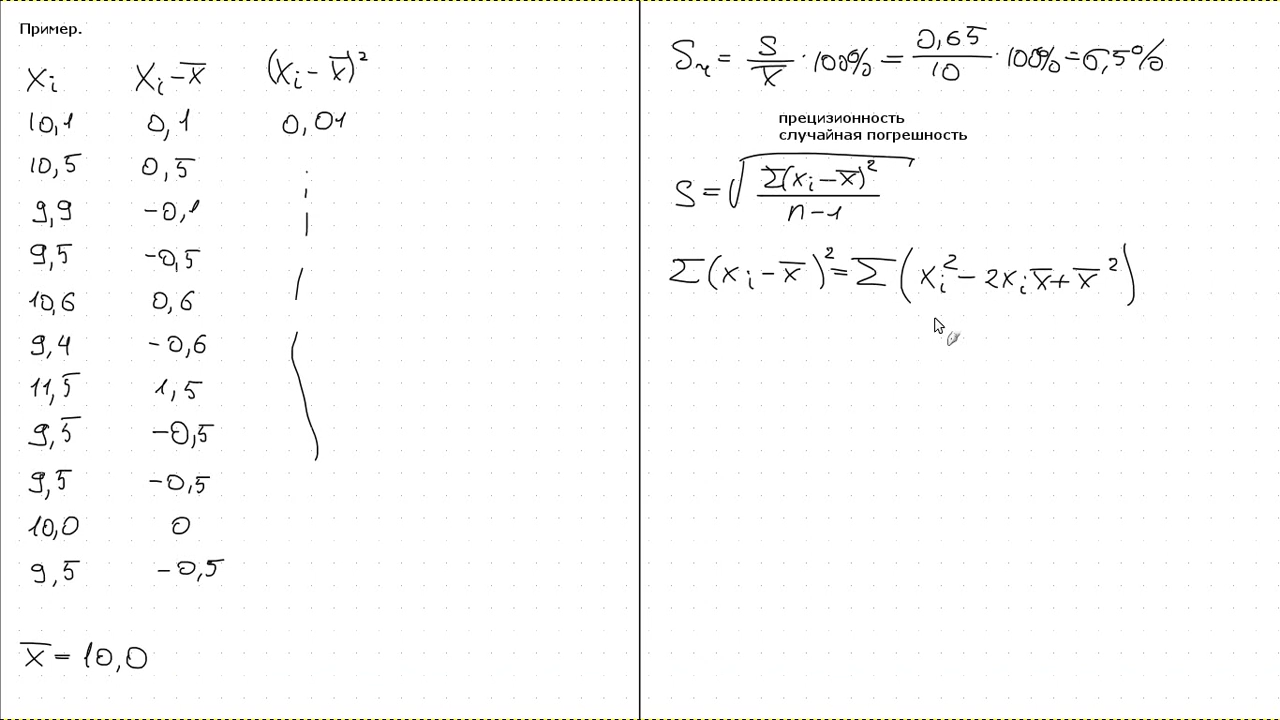 Пример.
xᵢ xᵢ-x̅ (xᵢ-x̅)²
10,1 0,1 0,01
10,5 0,5
9,9 -0,1
9,5 -0,5
10,6 0,6
9,4 -0,6
11,5 1,5
9,5 -0,5
9,5 -0,5
10,0 0
9,5 -0,5
x̅ = 10,0
Sᵣ = S/x̅ · 100% = 0,65/10 · 100% = 6,5%
прецизионность
случайная погрешность
S = √(Σ(xᵢ-x̅)²/(n-1))
Σ(xᵢ-x̅)² = Σ(xᵢ² - 2xᵢx̅ + x̅²)